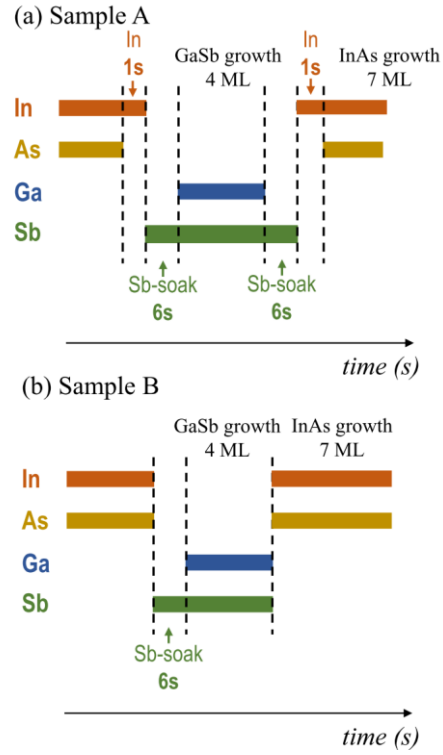 (a) Sample A
In
1s
GaSb growth
4 ML
In
1s
InAs growth
7 ML
In
As
Ga
Sb
Sb-soak
6s
Sb-soak
6s
time (s)
(b) Sample B
GaSb growth
4 ML
InAs growth
7 ML
In
As
Ga
Sb
Sb-soak
6s
time (s)